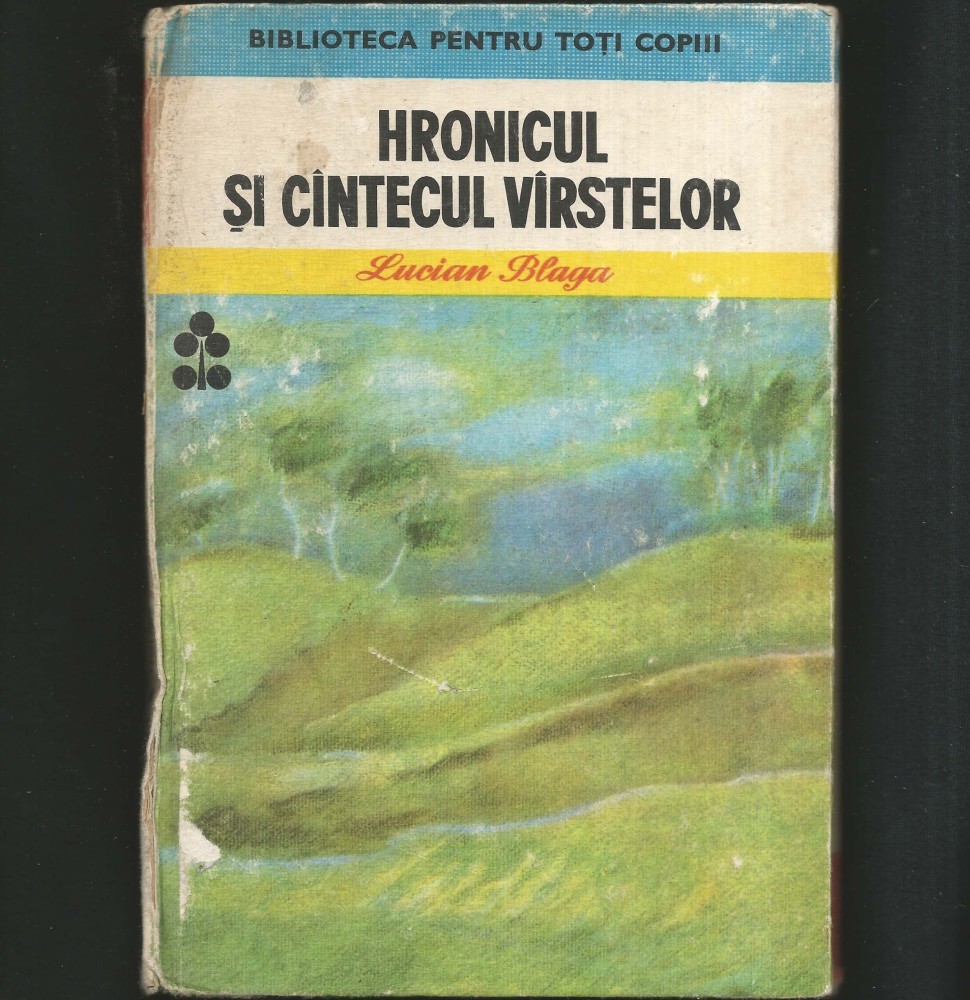 BIBLIOTECA PENTRU TOȚI COPIII
HRONICUL
ȘI CÎNTECUL VÎRSTELOR
Lucian Blaga